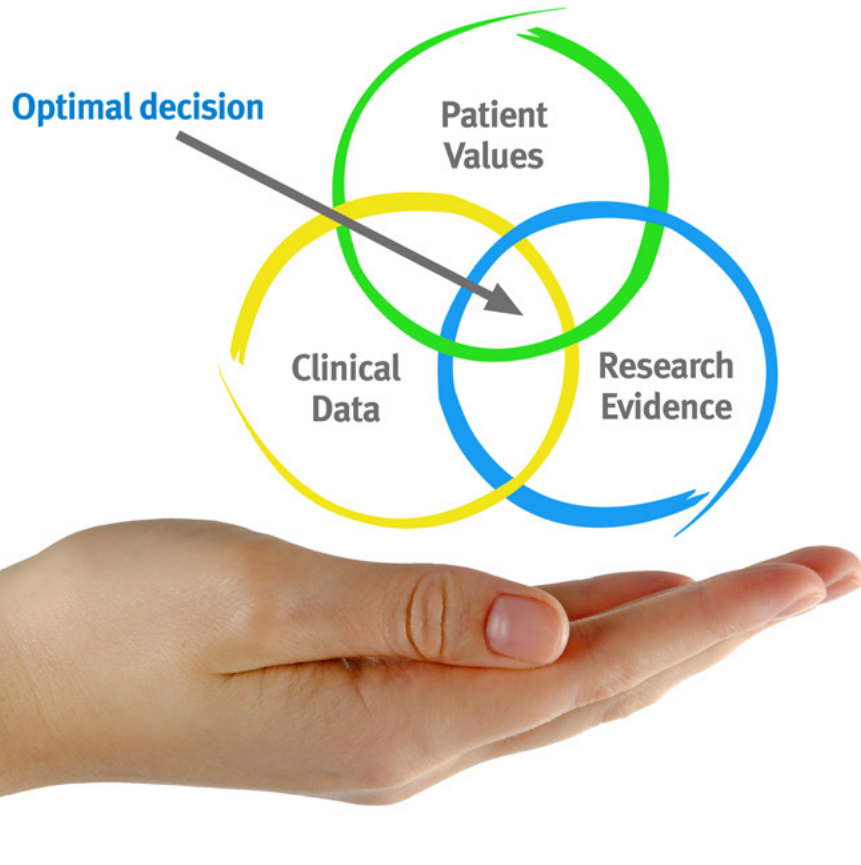 Optimal decision
Patient
Values
Clinical
Data
Research
Evidence